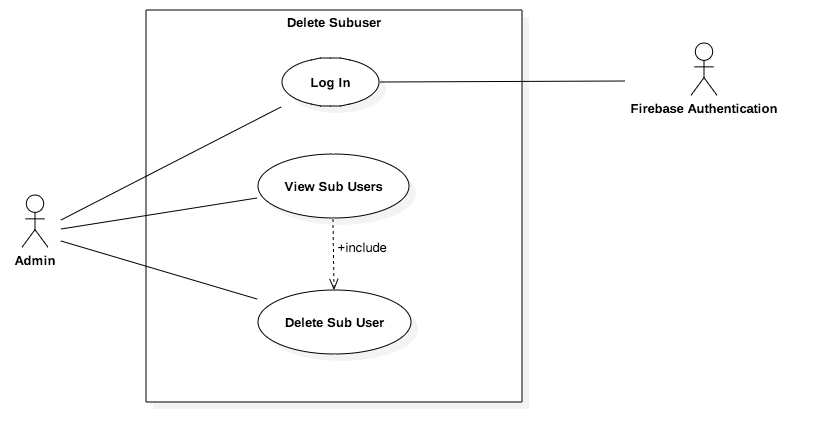 Delete Subuser
Log In
Firebase Authentication
View Sub Users
Admin
+include
Delete Sub User